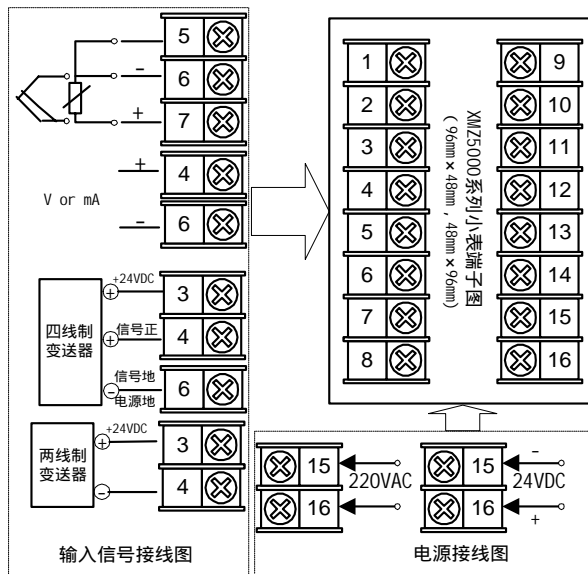 5
-
6
+
7
+
4
V or mA
-
6
+24VDC
3
四线制
变送器
信号正
4
信号地
电源地
6
+24VDC
3
两线制
变送器
4
输入信号接线图
1
2
3
4
5
6
7
8
XMZ5000系列小表端子图
(96mm×48mm,48mm×96mm)
9
10
11
12
13
14
15
16
15
220VAC
16
-
15
24VDC
16
+
电源接线图